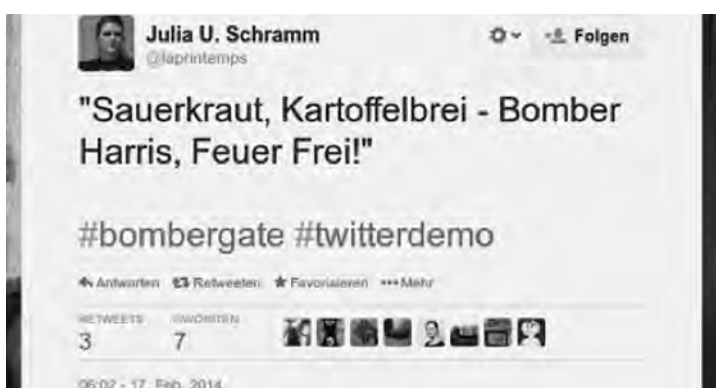 Julia U. Schramm
@laprintemps
Folgen
"Sauerkraut, Kartoffelbrei - Bomber
Harris, Feuer Frei!"
#bombergate #twitterdemo
Antworten Retweeten Favorisieren Mehr
RETWEETS FAVORITEN
3 7
06:02 - 17. Feb. 2014